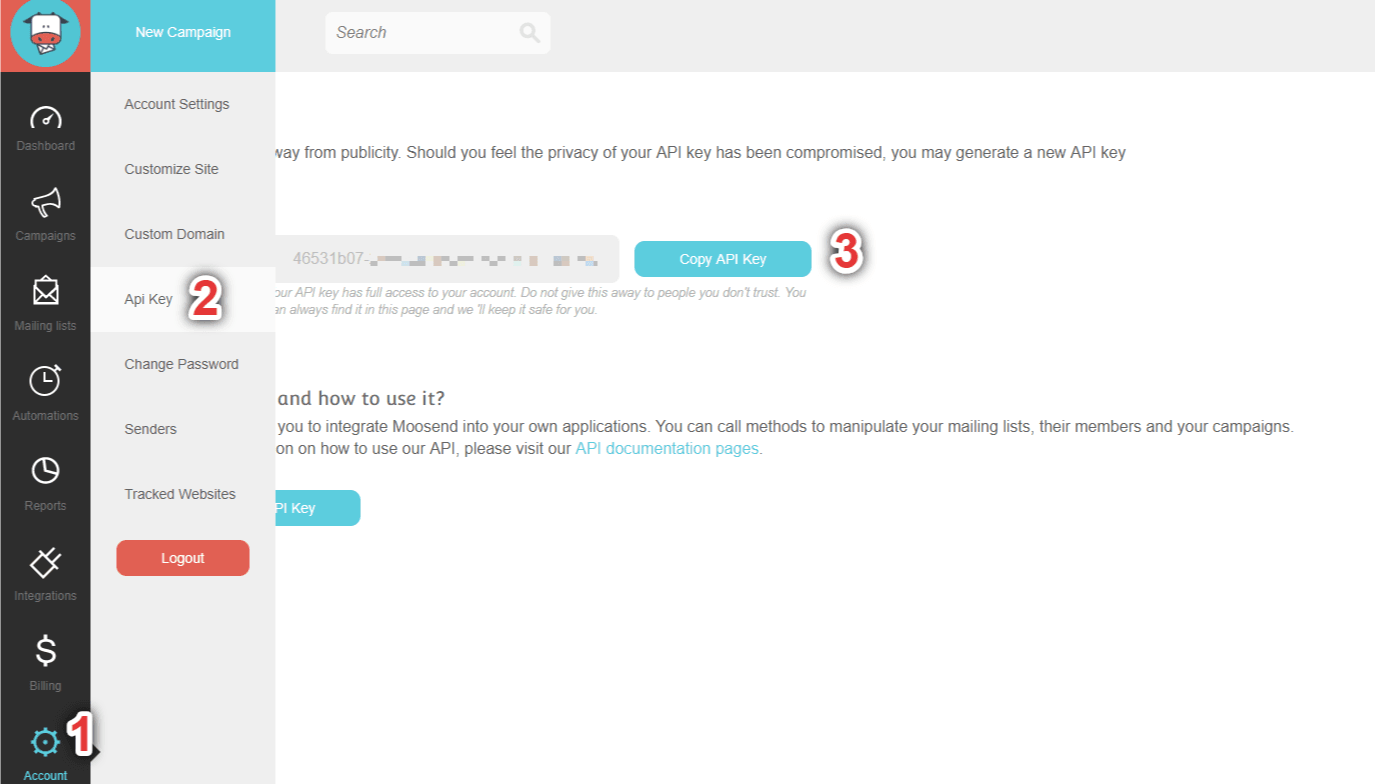 New Campaign
Search
Dashboard
Campaigns
Mailing lists
Automations
Reports
Integrations
Billing
Account
1
Account Settings
Customize Site
Custom Domain
Api Key
2
Change Password
Senders
Tracked Websites
Logout
way from publicity. Should you feel the privacy of your API key has been compromised, you may generate a new API key
46531b07-
Copy API Key
3
our API key has full access to your account. Do not give this away to people you don't trust. You
an always find it in this page and we 'll keep it safe for you.
and how to use it?
you to integrate Moosend into your own applications. You can call methods to manipulate your mailing lists, their members and your campaigns.
on on how to use our API, please visit our API documentation pages.
PI Key